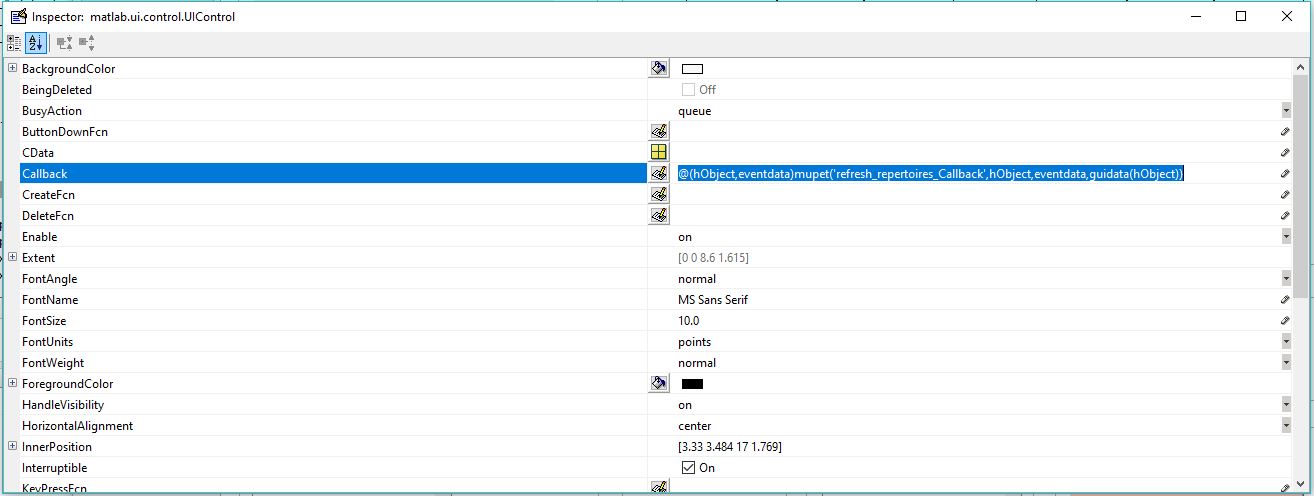 Inspector: matlab.ui.control.UIControl
BackgroundColor
BeingDeleted Off
BusyAction queue
ButtonDownFcn
CData
Callback @(hObject,eventdata)mupet('refresh_repertoires_Callback',hObject,eventdata,guidata(hObject))
CreateFcn
DeleteFcn
Enable on
Extent [0 0 8.6 1.615]
FontAngle normal
FontName MS Sans Serif
FontSize 10.0
FontUnits points
FontWeight normal
ForegroundColor
HandleVisibility on
HorizontalAlignment center
InnerPosition [3.33 3.484 17 1.769]
Interruptible On
KeyPressFcn